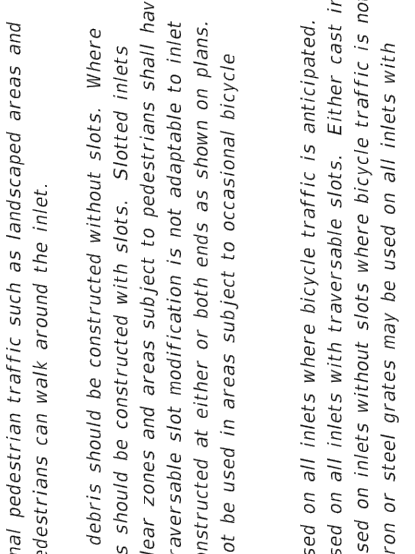 nal pedestrian traffic such as landscaped areas and
edestrians can walk around the inlet.
debris should be constructed without slots. Where
s should be constructed with slots. Slotted inlets
lear zones and areas subject to pedestrians shall hav
raversable slot modification is not adaptable to inlet
onstructed at either or both ends as shown on plans.
ot be used in areas subject to occasional bicycle
sed on all inlets where bicycle traffic is anticipated.
sed on all inlets with traversable slots. Either cast ir
sed on inlets without slots where bicycle traffic is not
ron or steel grates may be used on all inlets with